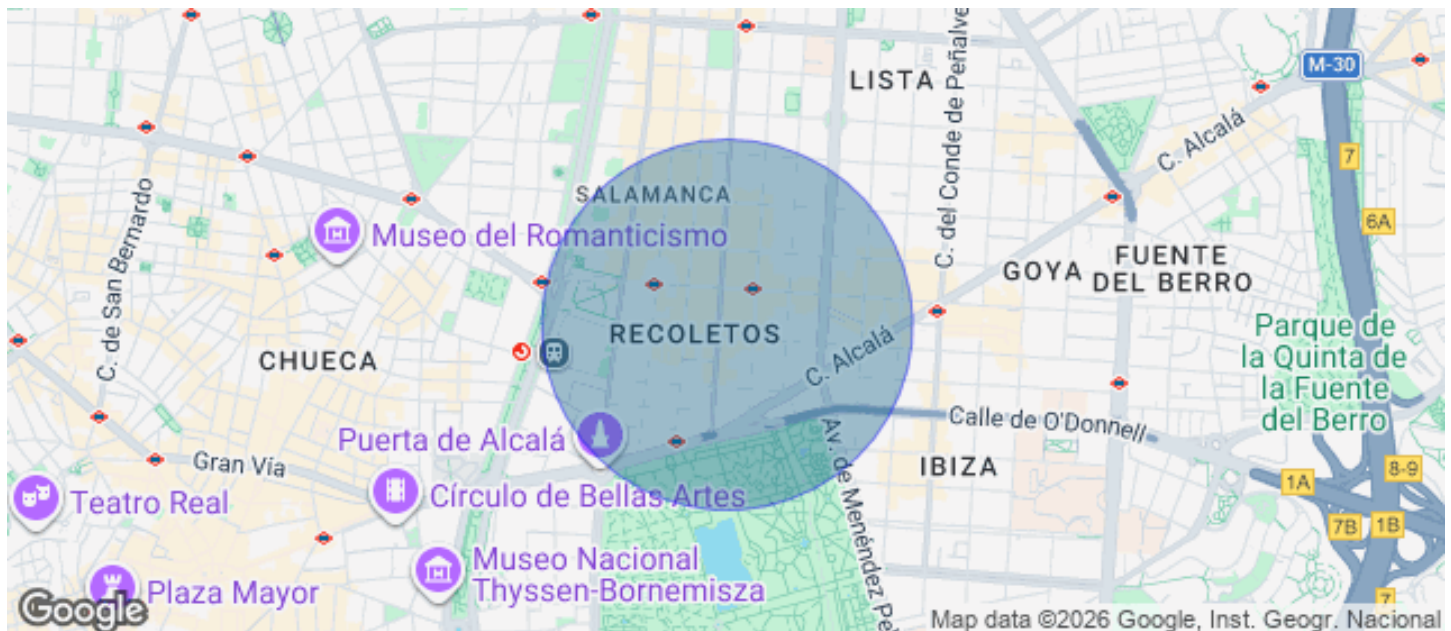 M-30
LISTA
C. del Conde de Peñalve
C. Alcalá
7
SALAMANCA
6A
Museo del Romanticismo
C. de San Bernardo
GOYA
FUENTE
DEL BERRO
RECOLETOS
CHUECA
C. Alcalá
Parque de
la Quinta de
la Fuente
del Berro
Calle de O'Donnell
Puerta de Alcalá
Av. de Menéndez Pe
Gran Vía
IBIZA
8-9
1A
Teatro Real
Círculo de Bellas Artes
7B
1B
Museo Nacional
Thyssen-Bornemisza
Plaza Mayor
7
Google
Map data ©2026 Google, Inst. Geogr. Nacional